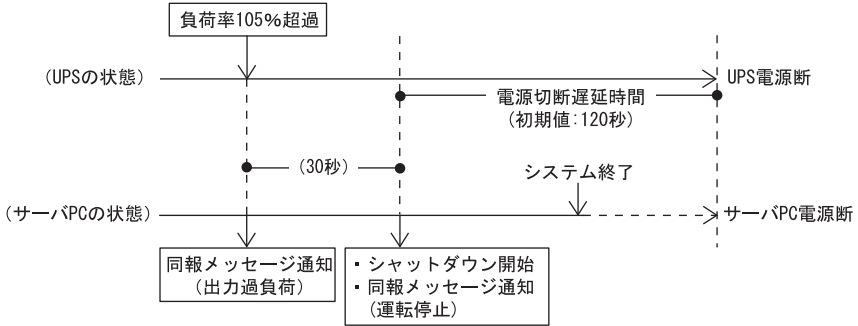 負荷率105%超過
(UPSの状態)
UPS電源断
電源切断遅延時間
(初期値:120秒)
(30秒)
システム終了
(サーバPCの状態)
サーバPC電源断
同報メッセージ通知
(出力過負荷)
・シャットダウン開始
・同報メッセージ通知
(運転停止)